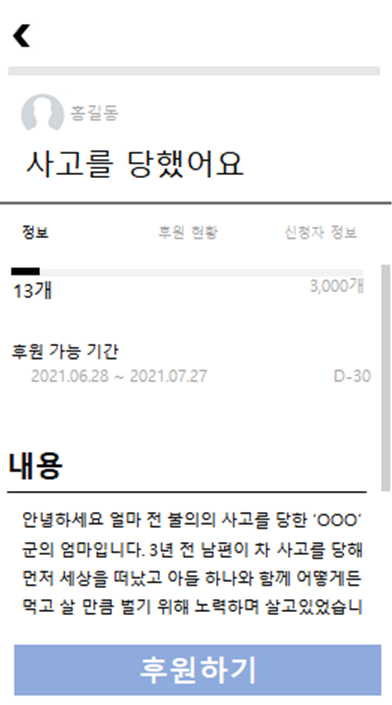 홍길동
사고를 당했어요
정보 후원 현황 신청자 정보
13개 3,000개
후원 가능 기간
2021.06.28 ~ 2021.07.27 D-30
내용
안녕하세요 얼마 전 불의의 사고를 당한 ‘OOO’
군의 엄마입니다. 3년 전 남편이 차 사고를 당해
먼저 세상을 떠났고 아들 하나와 함께 어떻게든
먹고 살 만큼 벌기 위해 노력하며 살고있었습니
후원하기